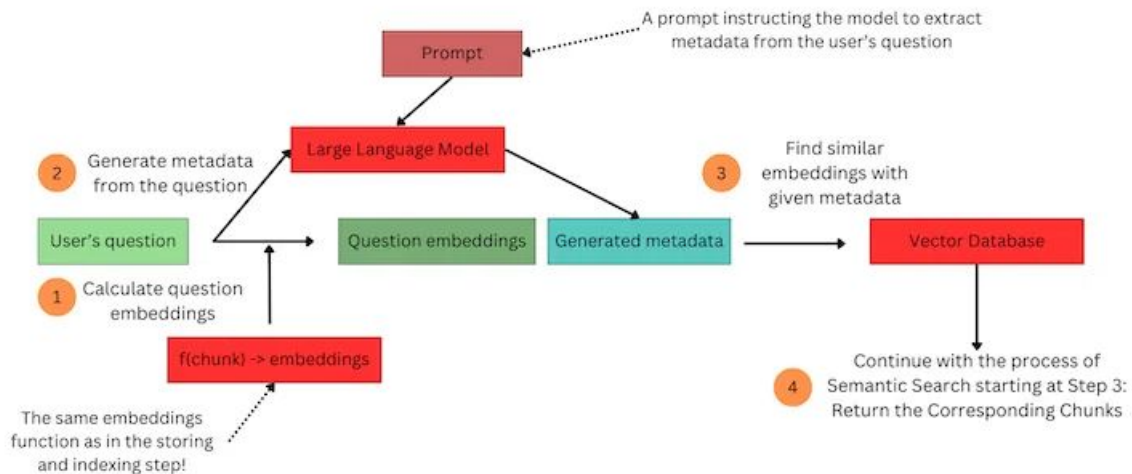 A prompt instructing the model to extract
metadata from the user's question
Prompt
Large Language Model
2
Generate metadata
from the question
3
Find similar
embeddings with
given metadata
User's question
Question embeddings
Generated metadata
Vector Database
1
Calculate question
embeddings
f(chunk) -> embeddings
4
Continue with the process of
Semantic Search starting at Step 3:
Return the Corresponding Chunks
The same embeddings
function as in the storing
and indexing step!